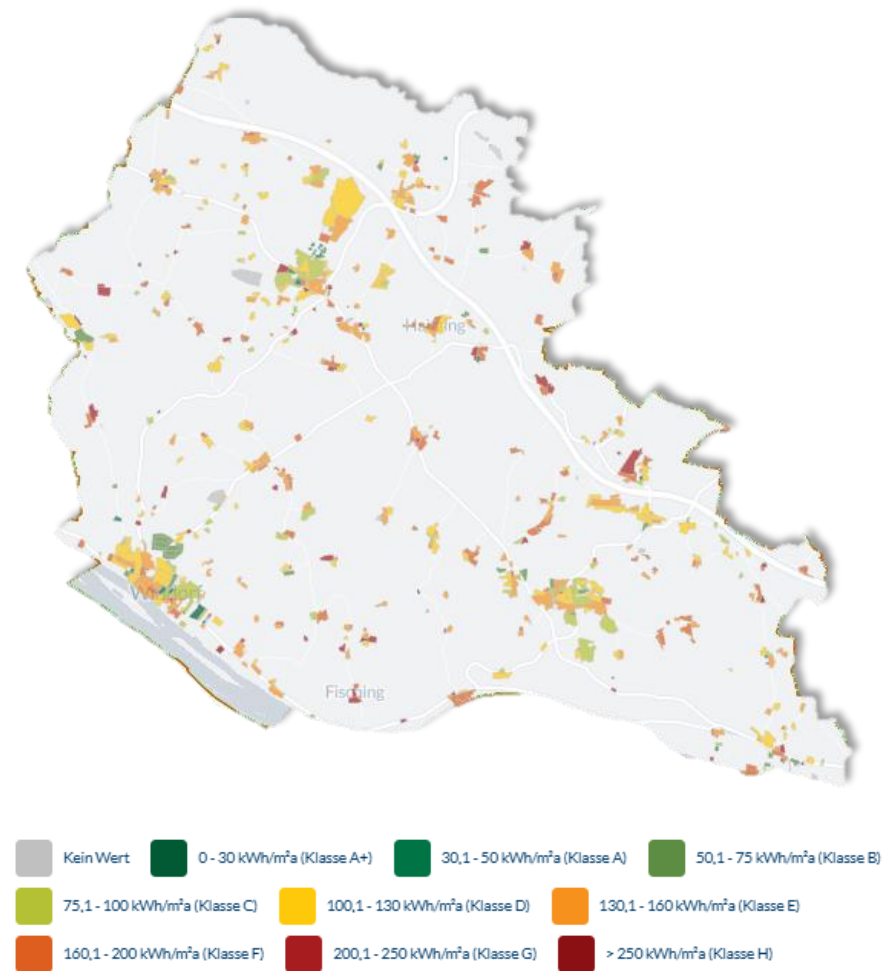 Fisching
Kein Wert
0 - 30 kWh/m²a (Klasse A+)
30,1 - 50 kWh/m²a (Klasse A)
50,1 - 75 kWh/m²a (Klasse B)
75,1 - 100 kWh/m²a (Klasse C)
100,1 - 130 kWh/m²a (Klasse D)
130,1 - 160 kWh/m²a (Klasse E)
160,1 - 200 kWh/m²a (Klasse F)
200,1 - 250 kWh/m²a (Klasse G)
> 250 kWh/m²a (Klasse H)